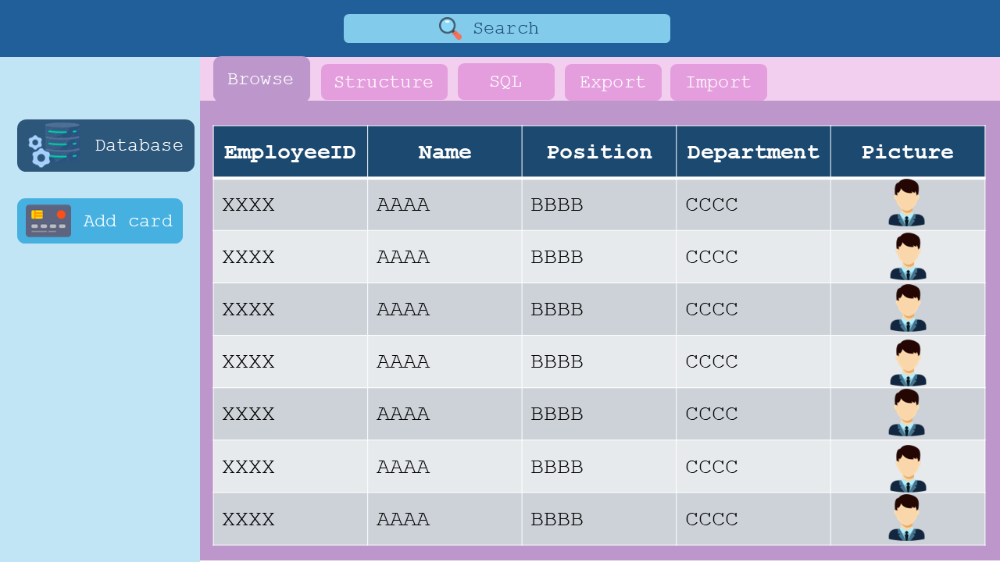 Search
Browse Structure SQL Export Import
Database
Add card
EmployeeID Name Position Department Picture
XXXX AAAA BBBB CCCC
XXXX AAAA BBBB CCCC
XXXX AAAA BBBB CCCC
XXXX AAAA BBBB CCCC
XXXX AAAA BBBB CCCC
XXXX AAAA BBBB CCCC
XXXX AAAA BBBB CCCC